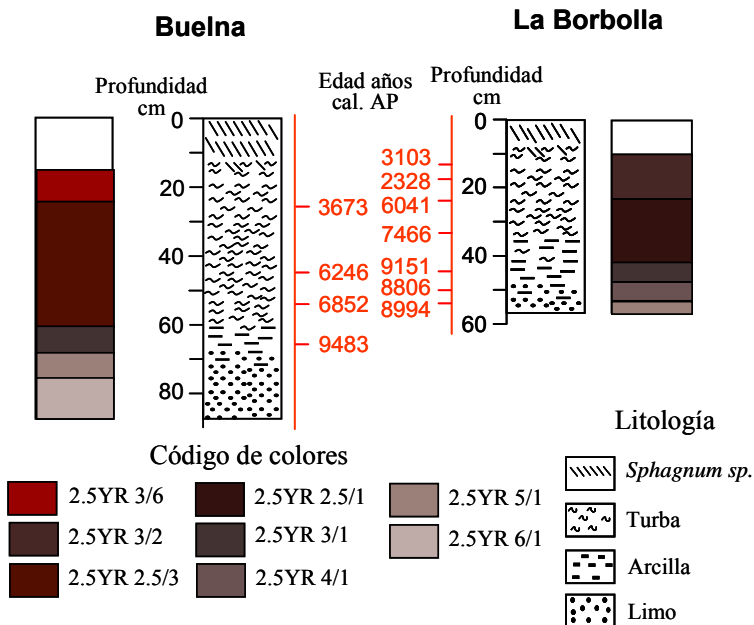 Buelna
La Borbolla
Profundidad
cm
Edad años
cal. AP
Profundidad
cm
0
20
40
60
80
3673
6246
6852
9483
3103
2328
6041
7466
9151
8806
8994
0
20
40
60
Código de colores
2.5YR 3/6
2.5YR 3/2
2.5YR 2.5/3
2.5YR 2.5/1
2.5YR 3/1
2.5YR 4/1
2.5YR 5/1
2.5YR 6/1
Litología
Sphagnum sp.
Turba
Arcilla
Limo